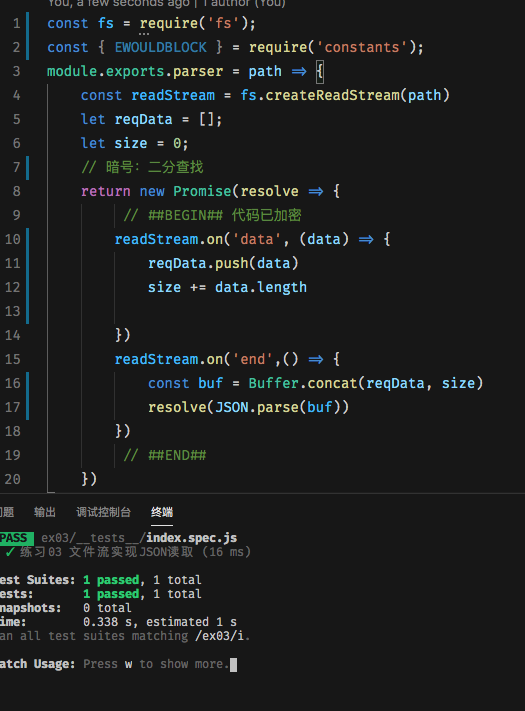 You, a few seconds ago | 1 author (You)
1 const fs = require('fs');
2 const { EWOULDBLOCK } = require('constants');
3 module.exports.parser = path => {
4 const readStream = fs.createReadStream(path)
5 let reqData = [];
6 let size = 0;
7 // 暗号：二分查找
8 return new Promise(resolve => {
9 // ##BEGIN## 代码已加密
10 readStream.on('data', (data) => {
11 reqData.push(data)
12 size += data.length
13
14 })
15 readStream.on('end',() => {
16 const buf = Buffer.concat(reqData, size)
17 resolve(JSON.parse(buf))
18 })
19 // ##END##
20 })
问题 输出 调试控制台 终端
PASS ex03/__tests__/index.spec.js
✓ 练习03 文件流实现JSON读取 (16 ms)
est Suites: 1 passed, 1 total
ests: 1 passed, 1 total
napshots: 0 total
ime: 0.338 s, estimated 1 s
an all test suites matching /ex03/i.
atch Usage: Press w to show more.